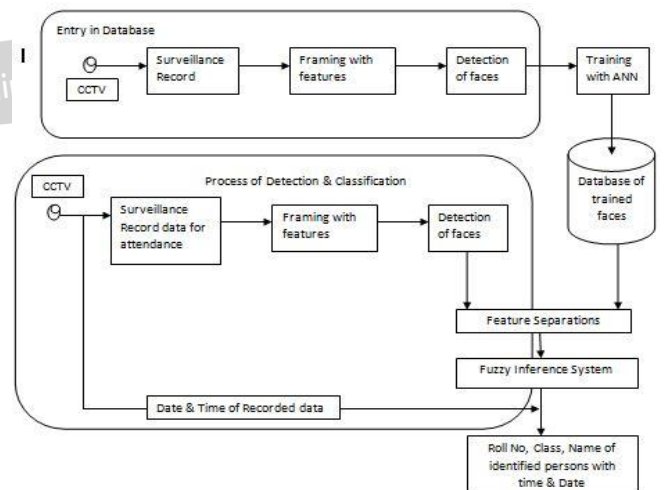 Entry in Database
CCTV
Surveillance
Record
Framing with
features
Detection
of faces
Training
with ANN
Database of
trained
faces
Process of Detection & Classification
CCTV
Surveillance
Record data for
attendance
Framing with
features
Detection
of faces
Feature Separations
Fuzzy Inference System
Date & Time of Recorded data
Roll No, Class, Name of
identified persons with
time & Date